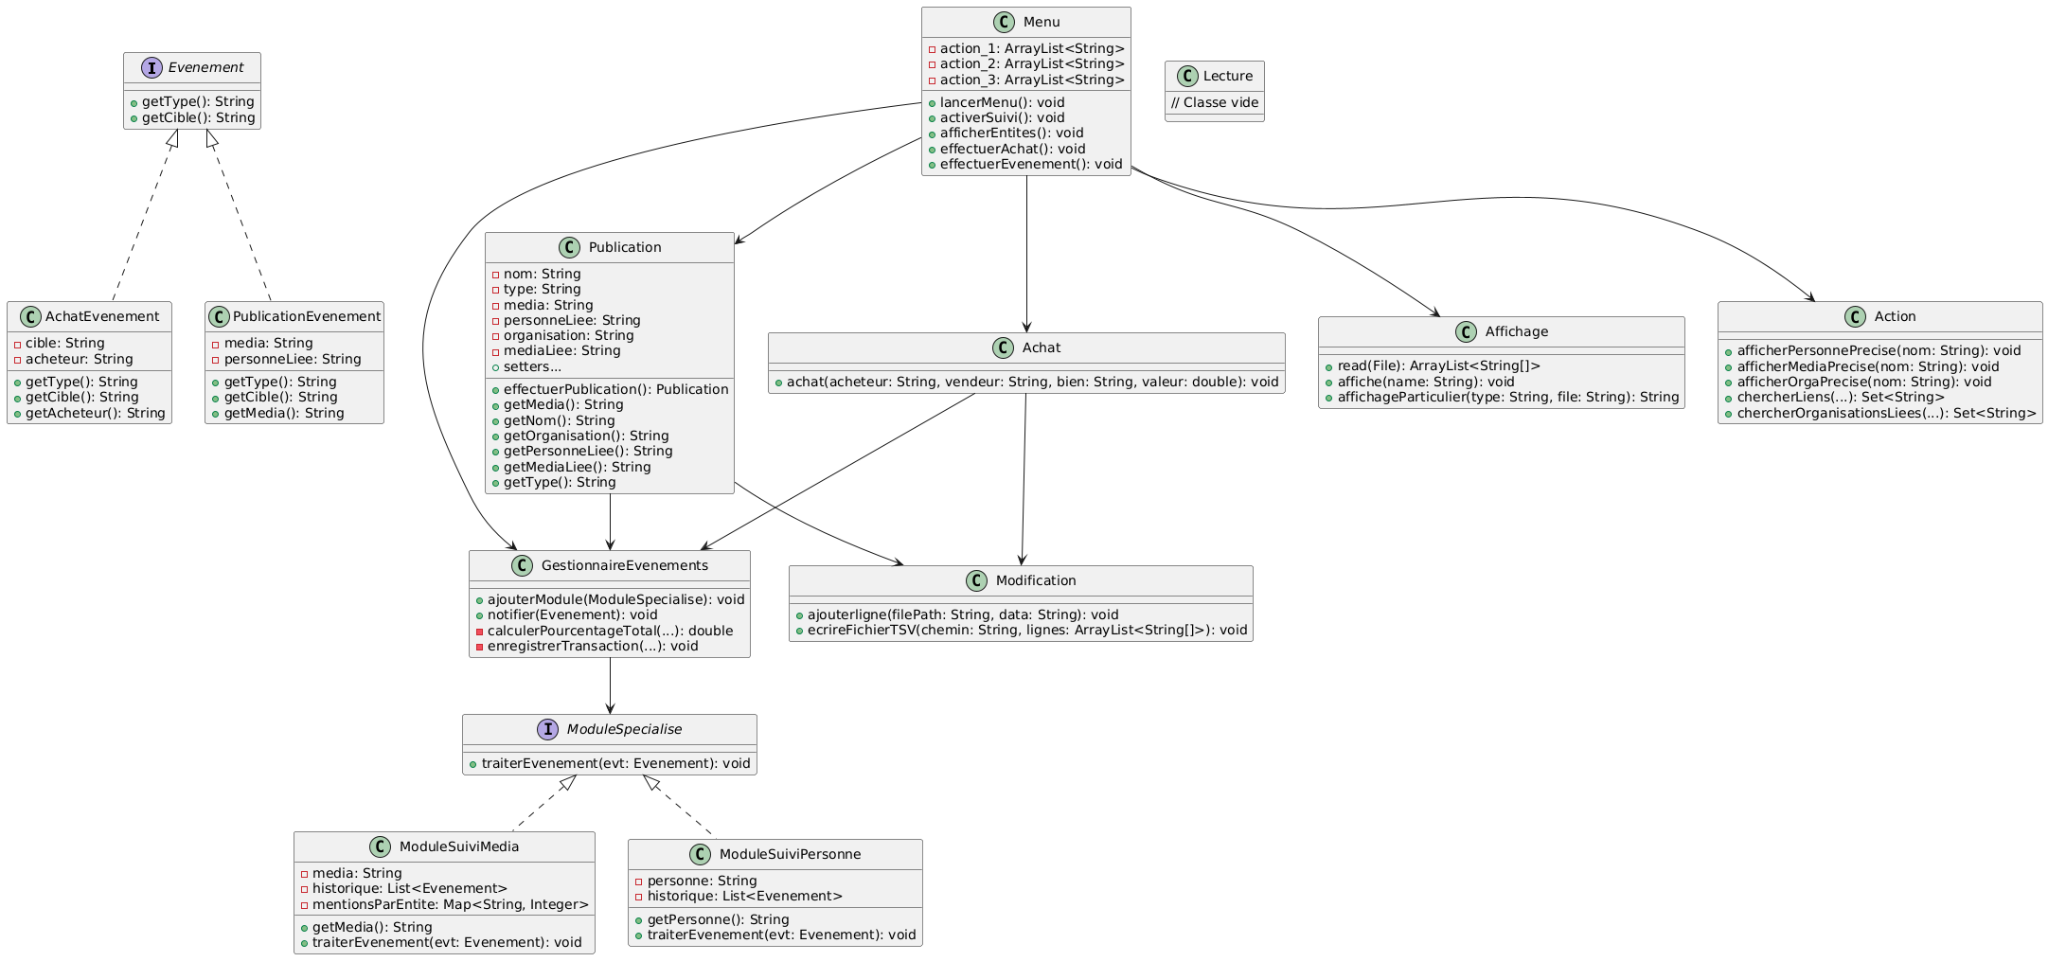 Menu
action_1: ArrayList<String>
action_2: ArrayList<String>
action_3: ArrayList<String>
lancerMenu(): void
activerSuivi(): void
afficherEntites(): void
effectuerAchat(): void
effectuerEvenement(): void
I Evenement
getType(): String
getCible(): String
C Lecture
// Classe vide
C AchatEvenement
cible: String
acheteur: String
getType(): String
getCible(): String
getAcheteur(): String
C PublicationEvenement
media: String
personneLiee: String
getType(): String
getCible(): String
getMedia(): String
C Publication
nom: String
type: String
media: String
personneLiee: String
organisation: String
mediaLiee: String
setters...
effectuerPublication(): Publication
getMedia(): String
getNom(): String
getOrganisation(): String
getPersonneLiee(): String
getMediaLiee(): String
getType(): String
C Achat
achat(acheteur: String, vendeur: String, bien: String, valeur: double): void
C Affichage
read(File): ArrayList<String[]>
affiche(name: String): void
affichageParticulier(type: String, file: String): String
C Action
afficherPersonnePrecise(nom: String): void
afficherMediaPrecise(nom: String): void
afficherOrgaPrecise(nom: String): void
chercherLiens(...): Set<String>
chercherOrganisationsLiees(...): Set<String>
C GestionnaireEvenements
ajouterModule(ModuleSpecialise): void
notifier(Evenement): void
calculerPourcentageTotal(...): double
enregistrerTransaction(...): void
C Modification
ajouterligne(filePath: String, data: String): void
ecrireFichierTSV(chemin: String, lignes: ArrayList<String[]>): void
I ModuleSpecialise
traiterEvenement(evt: Evenement): void
C ModuleSuiviMedia
media: String
historique: List<Evenement>
mentionsParEntite: Map<String, Integer>
getMedia(): String
traiterEvenement(evt: Evenement): void
C ModuleSuiviPersonne
personne: String
historique: List<Evenement>
getPersonne(): String
traiterEvenement(evt: Evenement): void